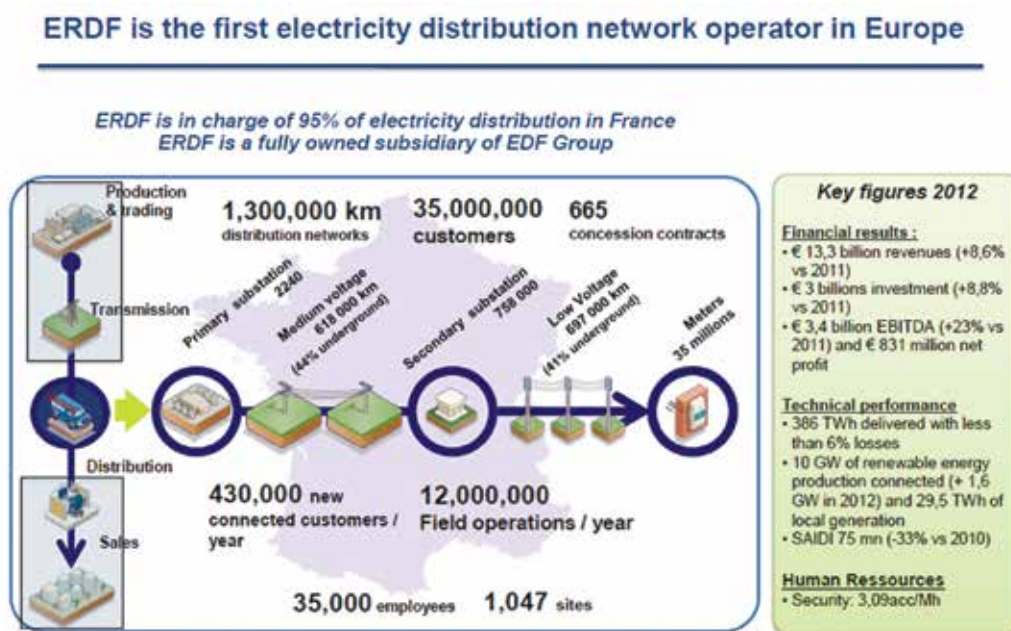 ERDF is the first electricity distribution network operator in Europe
ERDF is in charge of 95% of electricity distribution in France
ERDF is a fully owned subsidiary of EDF Group
Production
& trading
Transmission
Distribution
Sales
1,300,000 km
distribution networks
35,000,000
customers
665
concession contracts
Primary substation
2240
Medium voltage
618 000 km
(44% underground)
Secondary substation
758 000
Low Voltage
697 000 km
(41% underground)
Meters
35 millions
430,000 new
connected customers /
year
12,000,000
Field operations / year
35,000 employees
1,047 sites
Key figures 2012
Financial results :
• € 13,3 billion revenues (+8,6%
vs 2011)
• € 3 billions investment (+8,8%
vs 2011)
• € 3,4 billion EBITDA (+23% vs
2011) and € 831 million net
profit
Technical performance
• 386 TWh delivered with less
than 6% losses
• 10 GW of renewable energy
production connected (+ 1,6
GW in 2012) and 29,5 TWh of
local generation
• SAIDI 75 mn (-33% vs 2010)
Human Ressources
• Security: 3,09acc/Mh